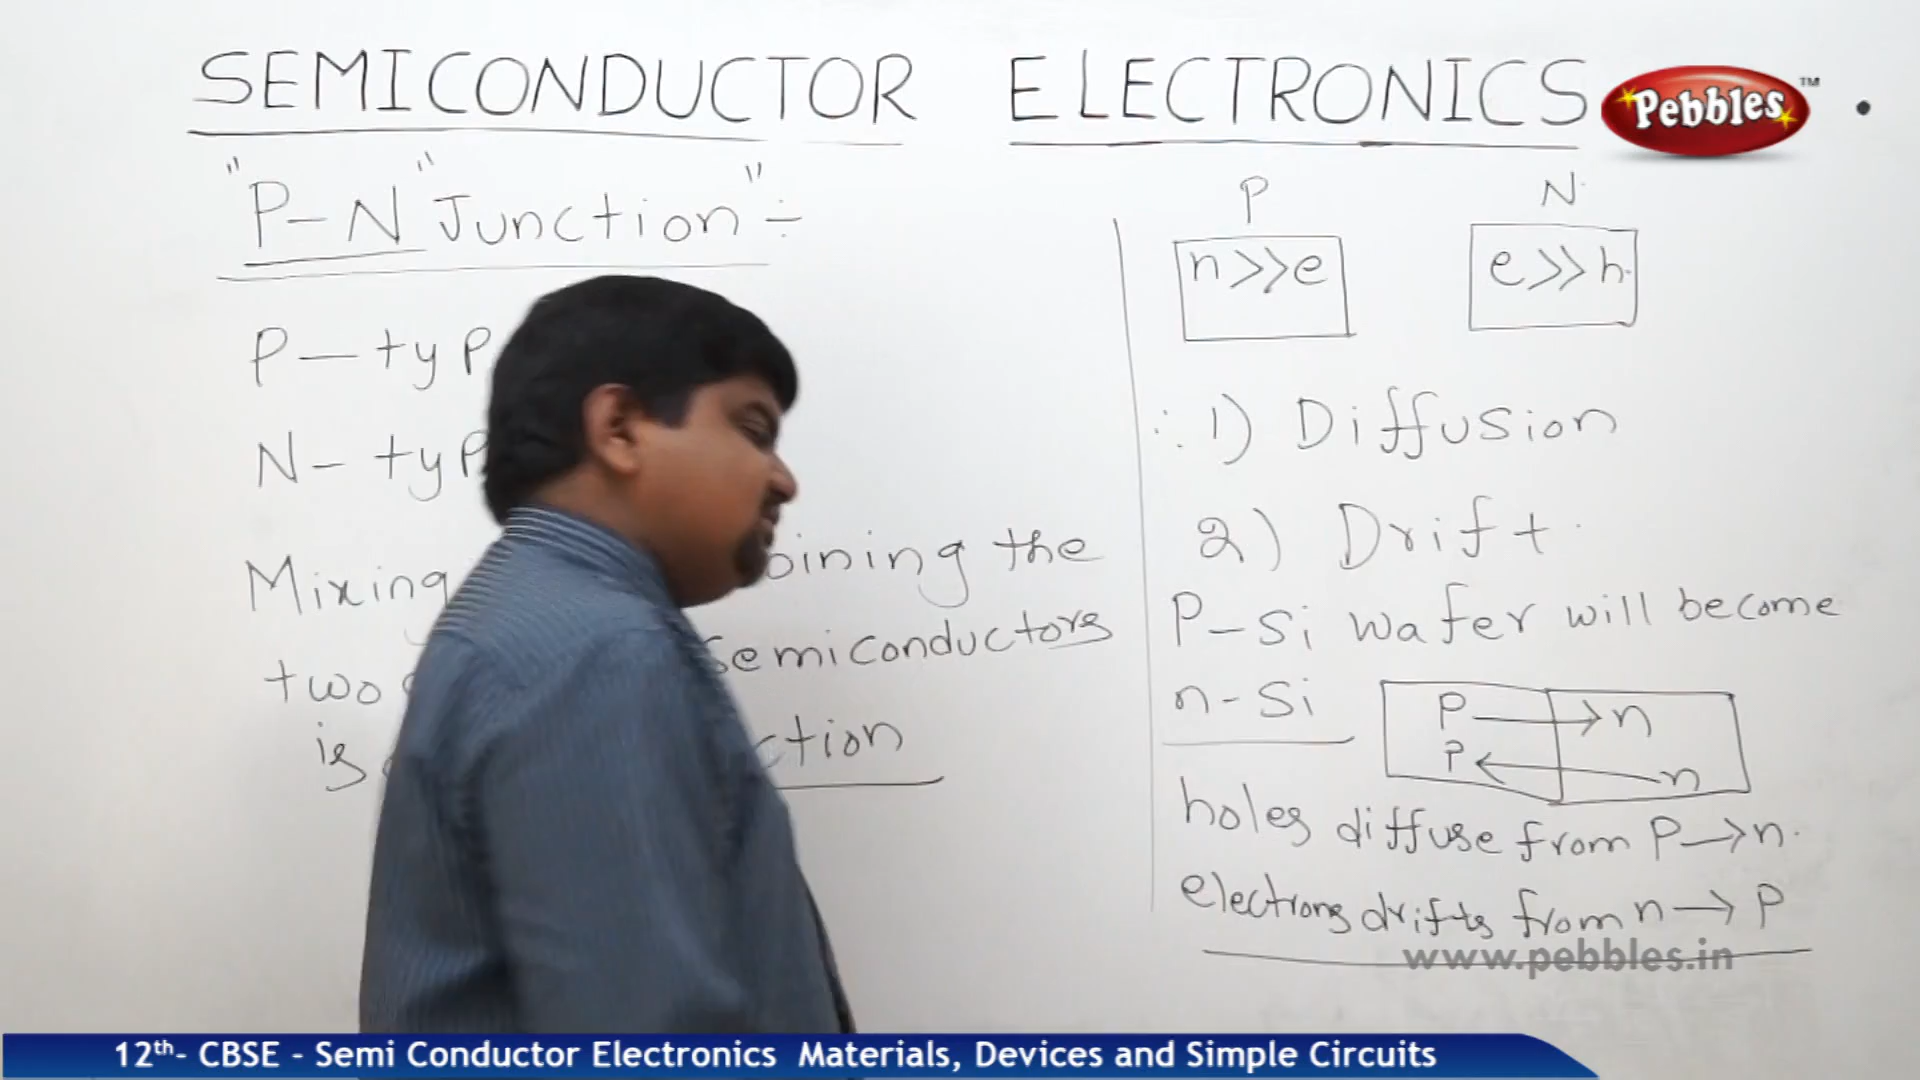 SEMICONDUCTOR ELECTRONICS
Pebbles™
"P-N" Junction" ÷
P-typ
N-typ
Mixing oining the
two semiconductors
is ction
P N
n>>e e>>h
∴ 1) Diffusion
2) Drift
P-Si wafer will become
n-Si
P → n
P ← n
holes diffuse from P→n.
electrons drifts from n→P
www.pebbles.in
12th- CBSE - Semi Conductor Electronics Materials, Devices and Simple Circuits